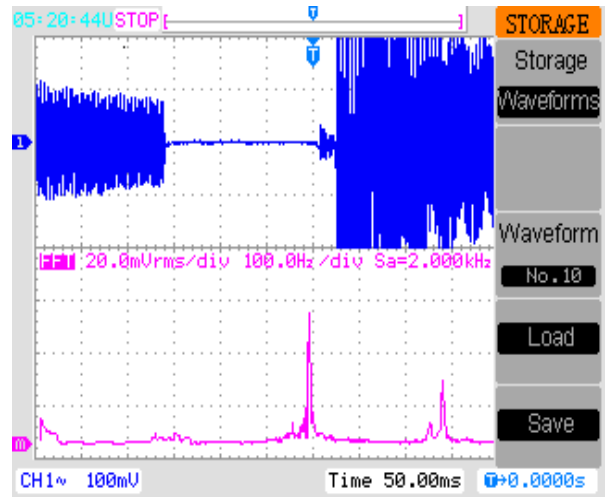 05:20:44U STOP [ T ]
STORAGE
T
Storage
Waveforms
1
Waveform
FFT 20.0mVrms/div 100.0Hz/div Sa=2.000kHz
No.10
Load
Save
m
CH1~ 100mV Time 50.00ms T→0.0000s